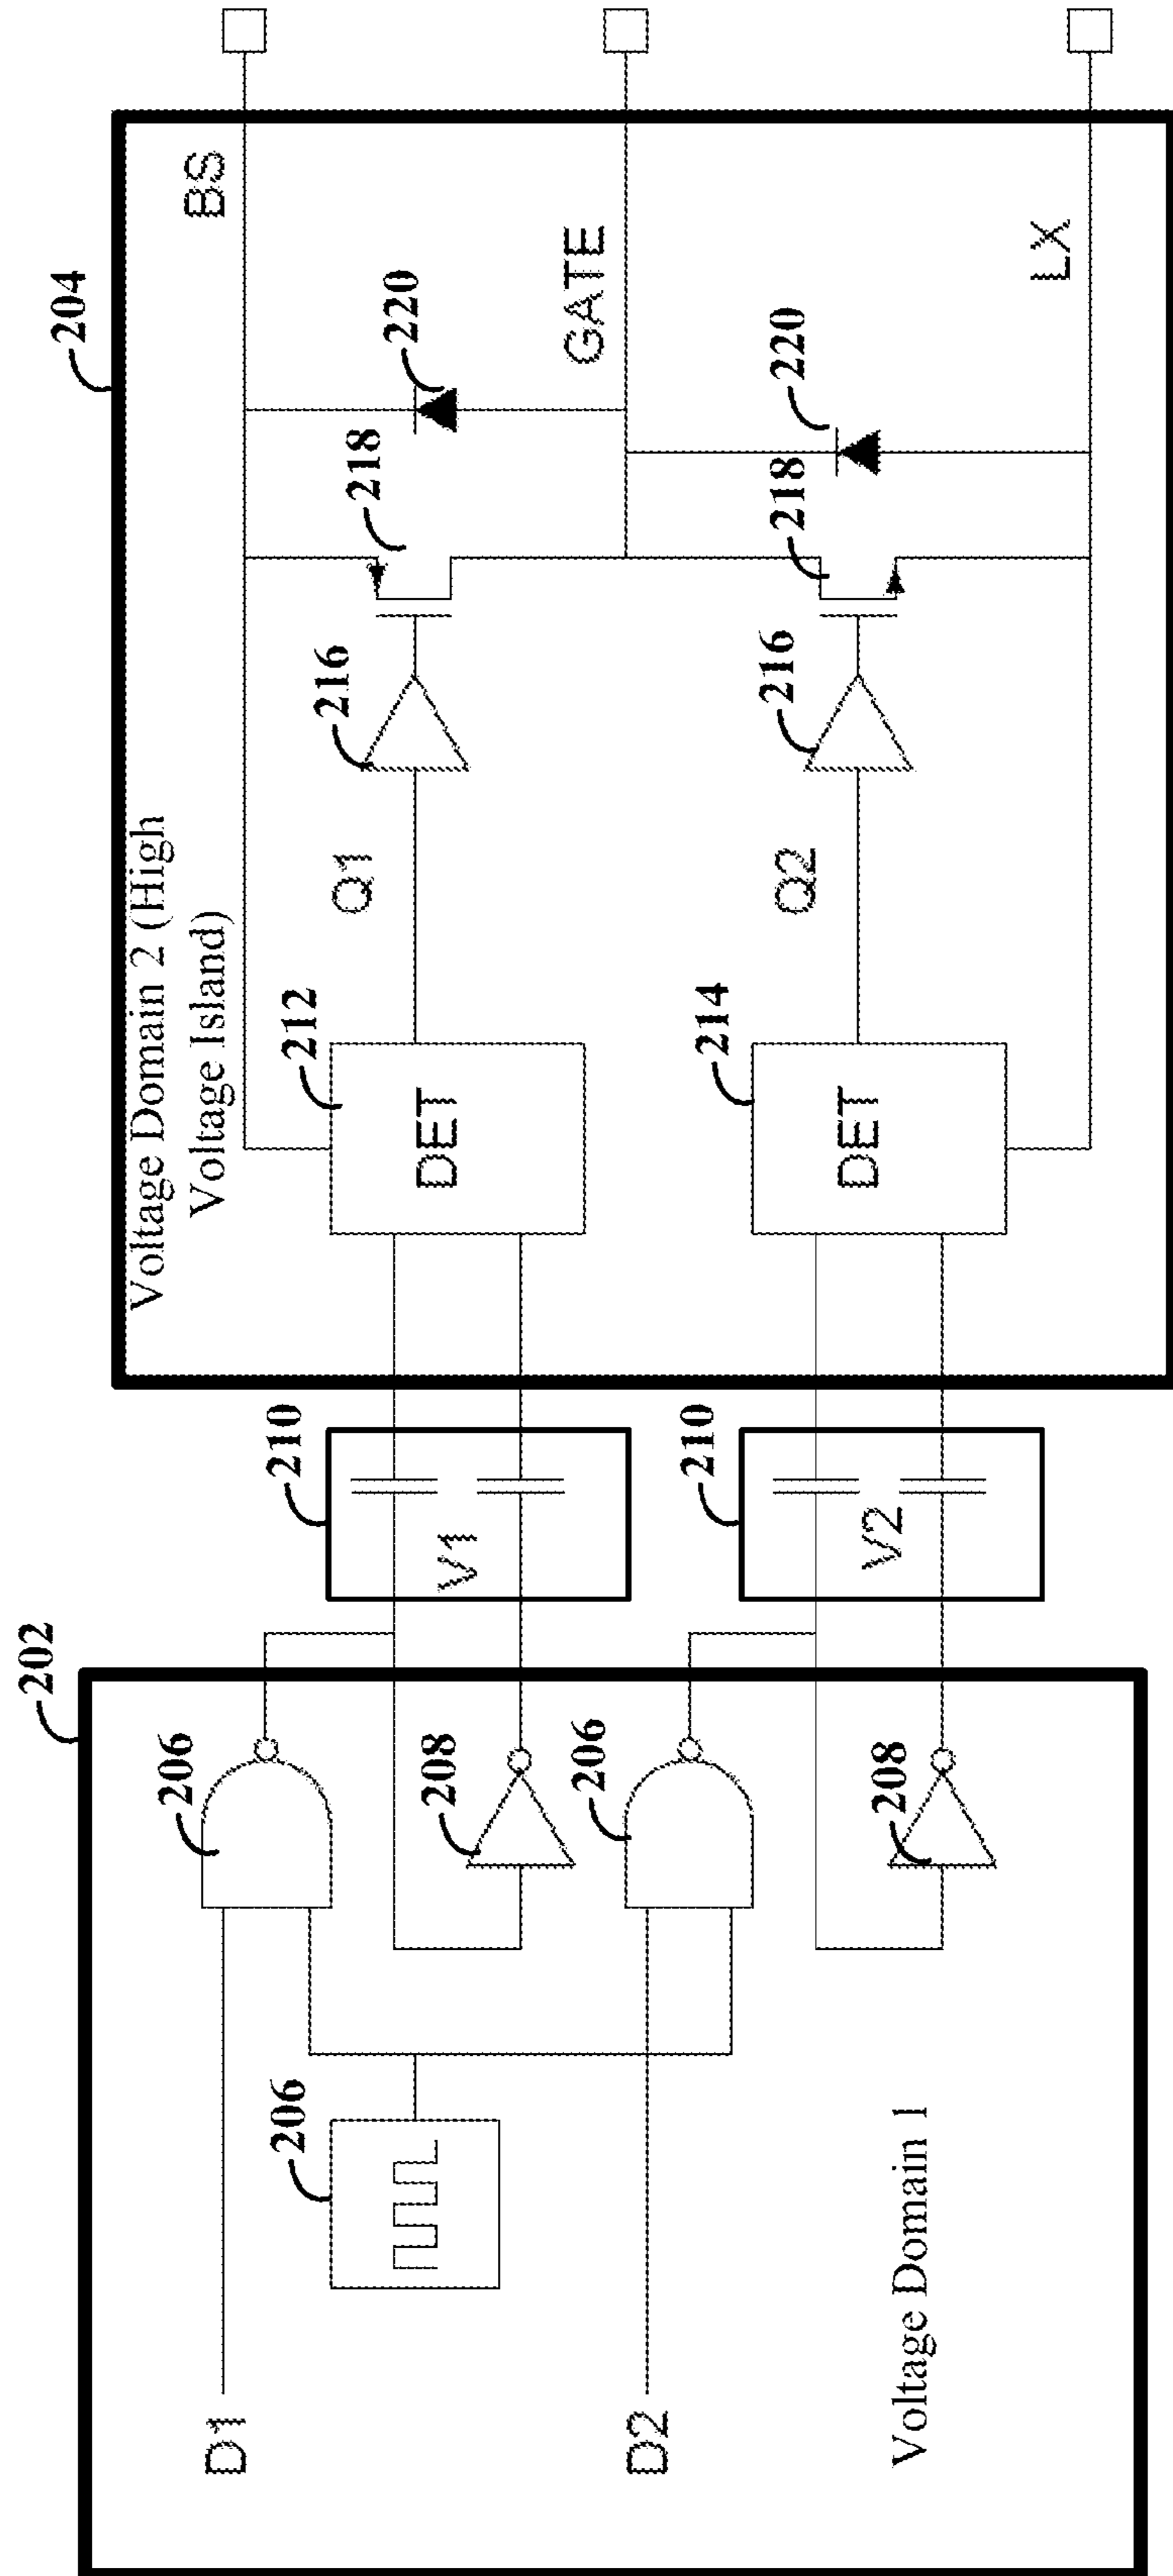 202
204
D1
D2
206
206
206
208
208
Voltage Domain 1
210
V1
210
V2
Voltage Domain 2 (High
Voltage Island)
212
DET
214
DET
Q1
Q2
216
216
218
218
220
220
BS
GATE
LX